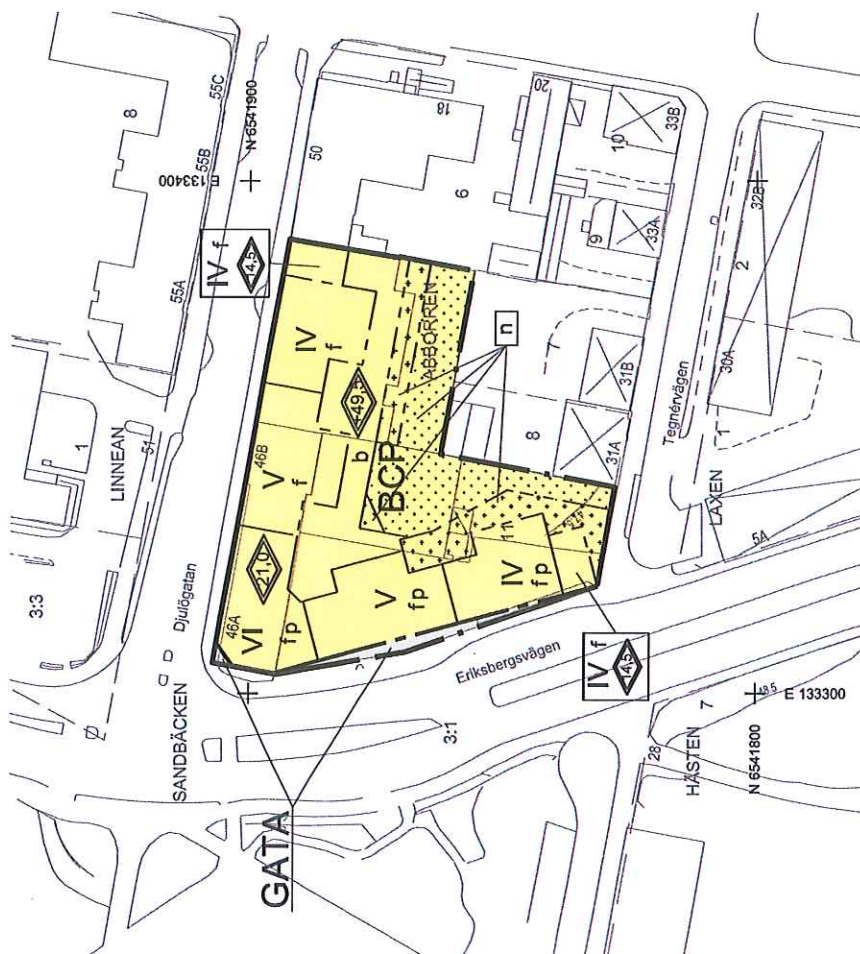 8
55C
N 6541900
55B
E 133400
55A
50
18
20
10
33B
6
9
33A
32B
2
IV f
14,5
IV
f
ABBORREN
n
7
31B
30A
1
LINNEAN
51
1
46B
V
f
+49,5
b
BCP
8
31A
Tegnérvägen
11
LAXEN
5A
3:3
Djulögatan
21,0
46A
VI
fp
V
fp
IV
fp
Eriksbergsvägen
IV f
14,5
SANDBÄCKEN
3:1
28
HÄSTEN
7
E 133300
N 6541800
GATA